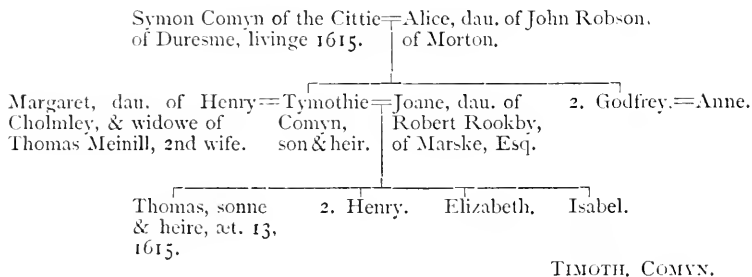 Symon Comyn of the Cittie=Alice, dau. of John Robson,
of Duresme, livinge 1615. of Morton.
Margaret, dau. of Henry=Tymothie=Joane, dau. of 2. Godfrey.=Anne.
Cholmley, & widowe of Comyn, Robert Rookby,
Thomas Meinill, 2nd wife. son & heir. of Marske, Esq.
Thomas, sonne 2. Henry. Elizabeth. Isabel.
& heire, æt. 13,
1615.
TIMOTH. COMYN.